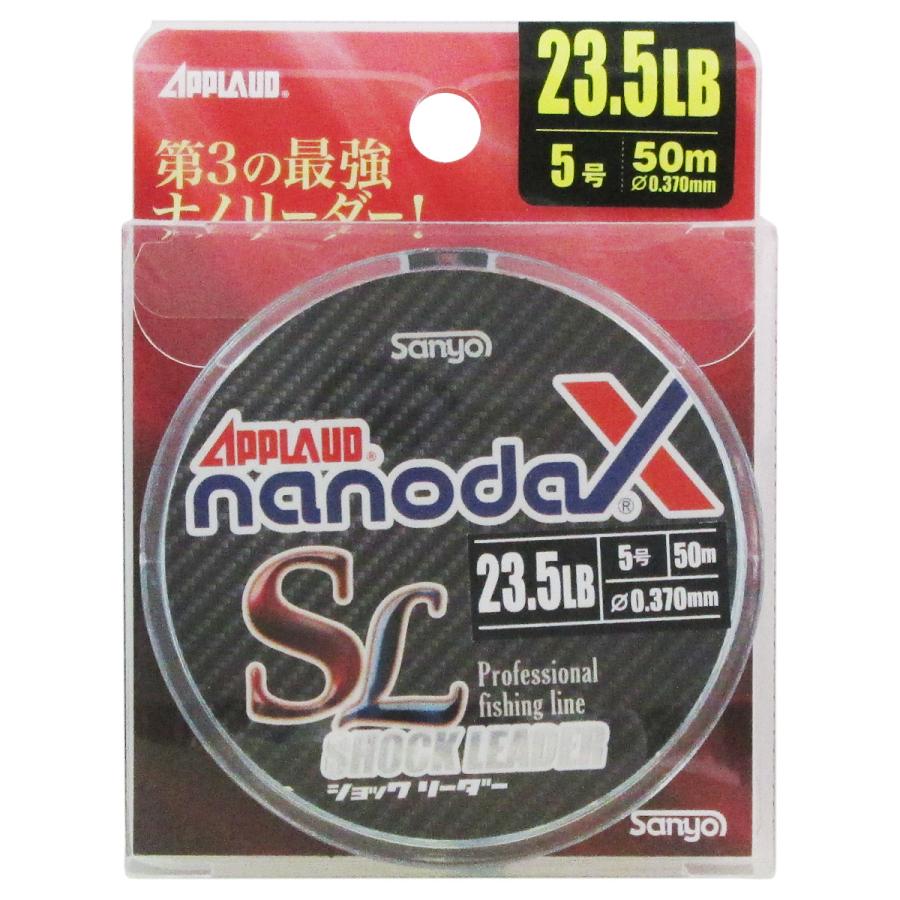 APPLAUD®
23.5LB
5号
50m
⌀0.370mm
第3の最強
ナノリーダー!
Sanyo
APPLAUD®
nanodaX®
SL
23.5LB
5号
50m
⌀0.370mm
Professional
fishing line
SHOCK LEADER
ショック リーダー
Sanyo